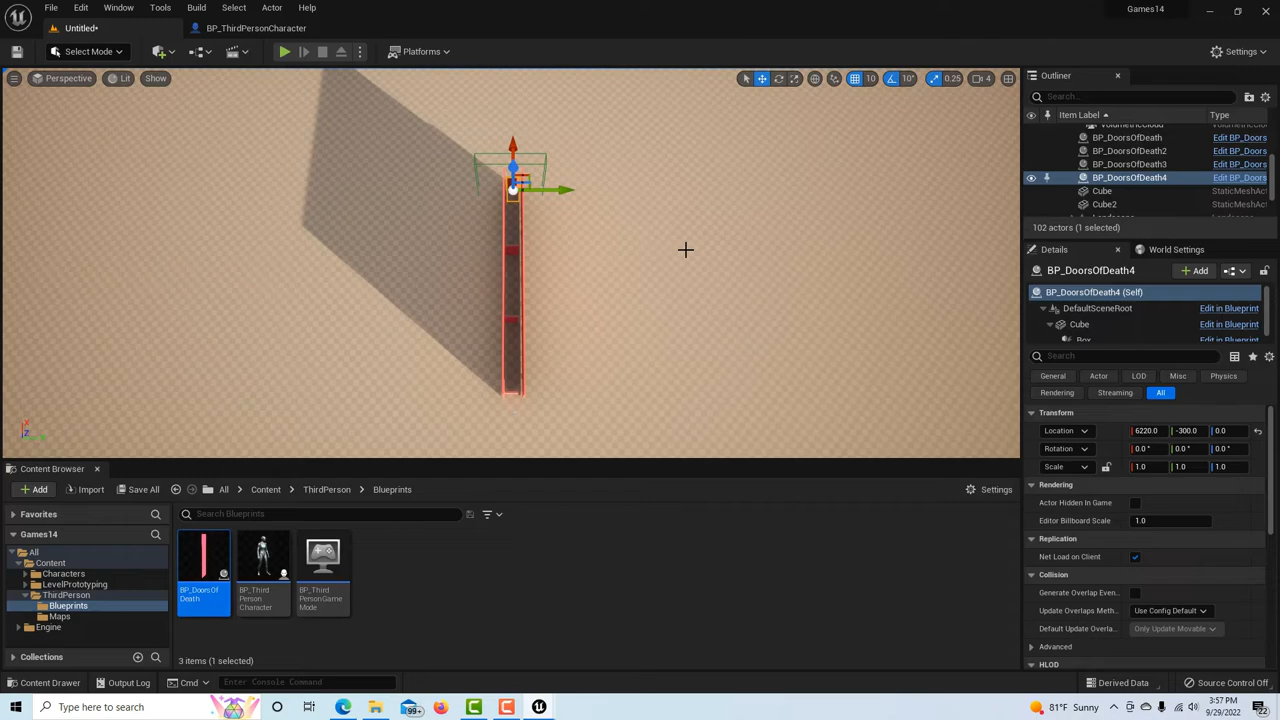 File Edit Window Tools Build Select Actor Help
Games14
Untitled*
BP_ThirdPersonCharacter
Select Mode
Platforms
Settings
Perspective
Lit
Show
10
10°
0.25
4
Outliner
Search...
Item Label
Type
BP_DoorsOfDeath
Edit BP_Doors
BP_DoorsOfDeath2
Edit BP_Doors
BP_DoorsOfDeath3
Edit BP_Doors
BP_DoorsOfDeath4
Edit BP_Doors
Cube
StaticMeshAct
Cube2
StaticMeshAct
102 actors (1 selected)
Details
World Settings
BP_DoorsOfDeath4
Add
BP_DoorsOfDeath4 (Self)
DefaultSceneRoot
Edit in Blueprint
Cube
Edit in Blueprint
Search
General
Actor
LOD
Misc
Physics
Rendering
Streaming
All
Transform
Location
6220.0
-300.0
0.0
Rotation
0.0 °
0.0 °
0.0 °
Scale
1.0
1.0
1.0
Rendering
Actor Hidden In Game
Editor Billboard Scale
1.0
Replication
Net Load on Client
Collision
Generate Overlap Even
Update Overlaps Meth
Use Config Default
Default Update Overla
Only Update Movable
Advanced
HLOD
X
Z
Content Browser
Add
Import
Save All
All
Content
ThirdPerson
Blueprints
Settings
Favorites
Search Blueprints
Games14
All
Content
Characters
LevelPrototyping
ThirdPerson
Blueprints
Maps
Engine
Collections
BP_DoorsOf
Death
BP_Third
Person
Character
BP_Third
PersonGame
Mode
3 items (1 selected)
Content Drawer
Output Log
Cmd
Enter Console Command
Derived Data
Source Control Off
Type here to search
99+
81°F Sunny
3:57 PM
9/29/2022